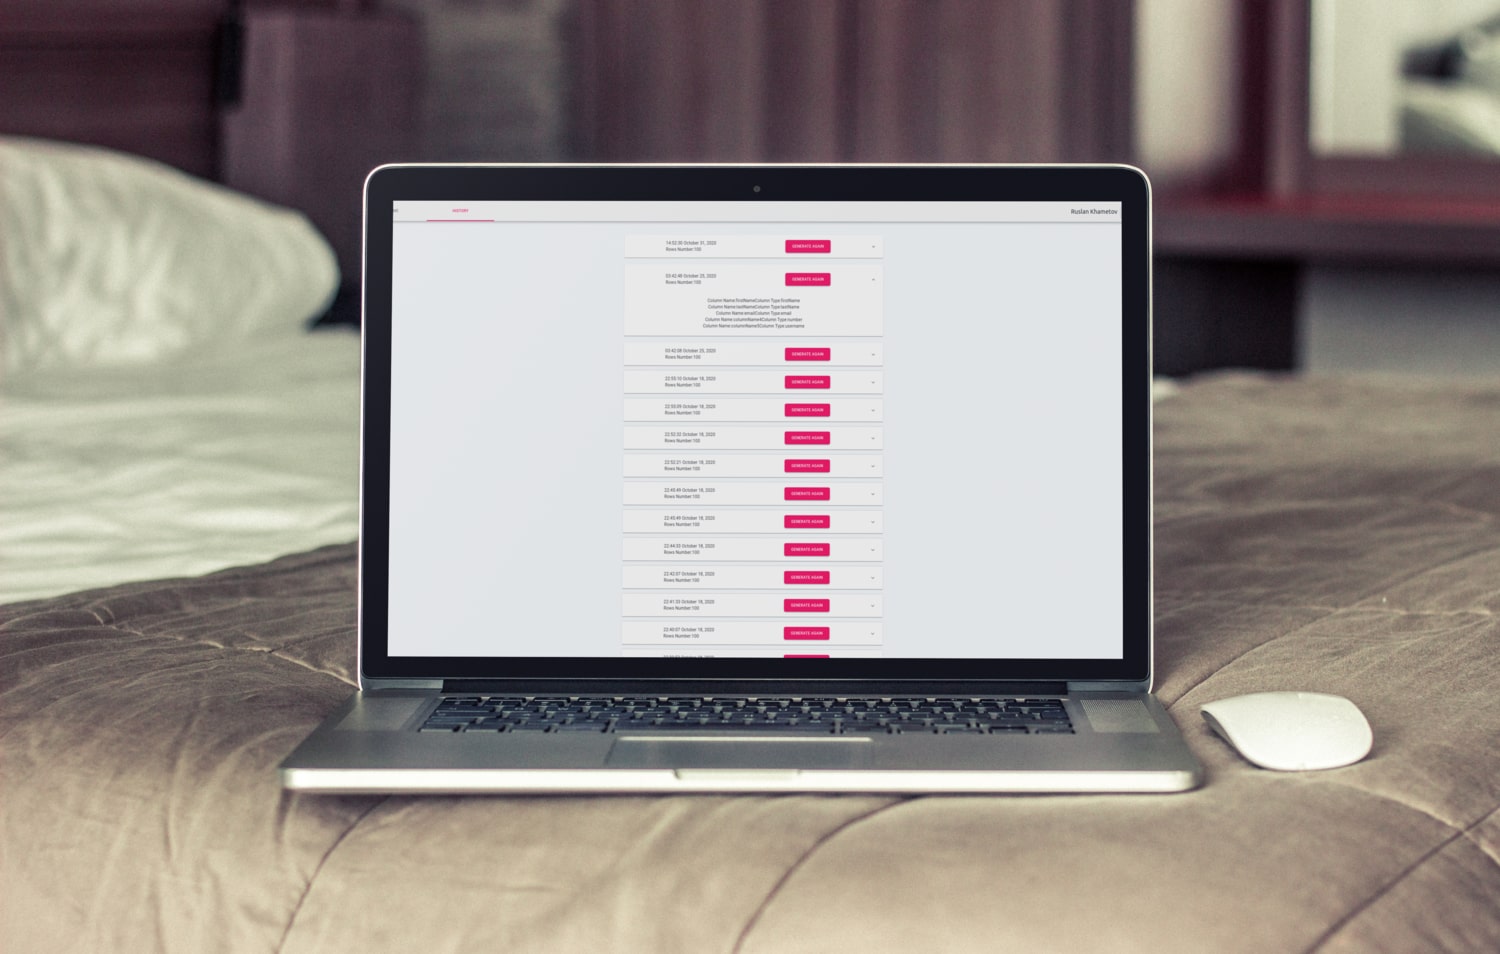 HISTORY
Ruslan Khametov
14:52:30 October 31, 2020
Rows Number:100
GENERATE AGAIN
03:42:48 October 25, 2020
Rows Number:100
GENERATE AGAIN
Column Name:firstNameColumn Type:firstName
Column Name:lastNameColumn Type:lastName
Column Name:emailColumn Type:email
Column Name:columnName4Column Type:number
Column Name:columnName5Column Type:username
03:42:08 October 25, 2020
Rows Number:100
GENERATE AGAIN
22:55:10 October 18, 2020
Rows Number:100
GENERATE AGAIN
22:55:09 October 18, 2020
Rows Number:100
GENERATE AGAIN
22:52:22 October 18, 2020
Rows Number:100
GENERATE AGAIN
22:52:21 October 18, 2020
Rows Number:100
GENERATE AGAIN
22:45:49 October 18, 2020
Rows Number:100
GENERATE AGAIN
22:45:49 October 18, 2020
Rows Number:100
GENERATE AGAIN
22:44:33 October 18, 2020
Rows Number:100
GENERATE AGAIN
22:42:07 October 18, 2020
Rows Number:100
GENERATE AGAIN
22:41:35 October 18, 2020
Rows Number:100
GENERATE AGAIN
22:40:07 October 18, 2020
Rows Number:100
GENERATE AGAIN